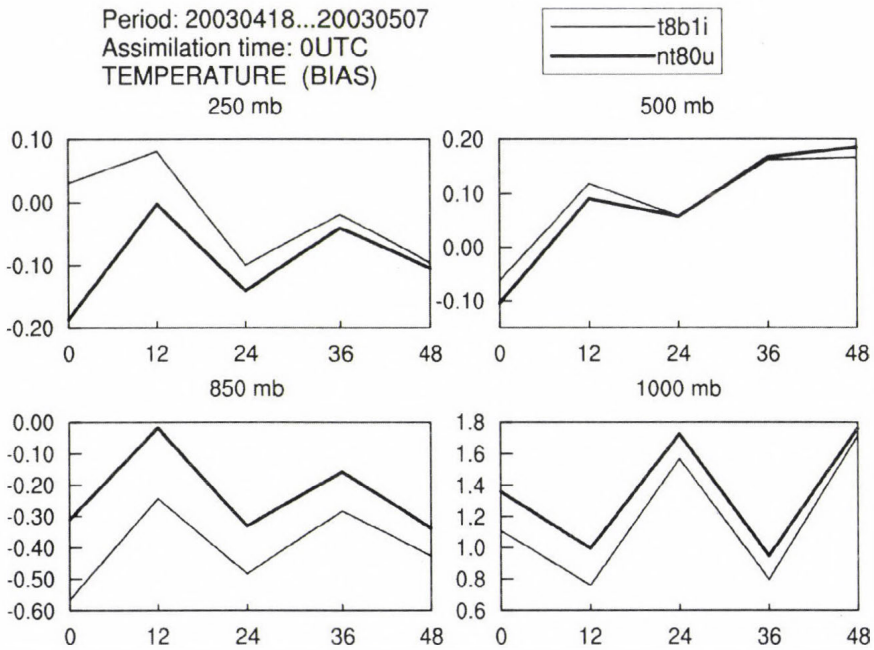 Period: 20030418...20030507
Assimilation time: 0UTC
TEMPERATURE (BIAS)
t8b1i
nt80u
250 mb
0.10
0.00
-0.10
-0.20
0 12 24 36 48
500 mb
0.20
0.10
0.00
-0.10
0 12 24 36 48
850 mb
0.00
-0.10
-0.20
-0.30
-0.40
-0.50
-0.60
0 12 24 36 48
1000 mb
1.8
1.6
1.4
1.2
1.0
0.8
0.6
0 12 24 36 48